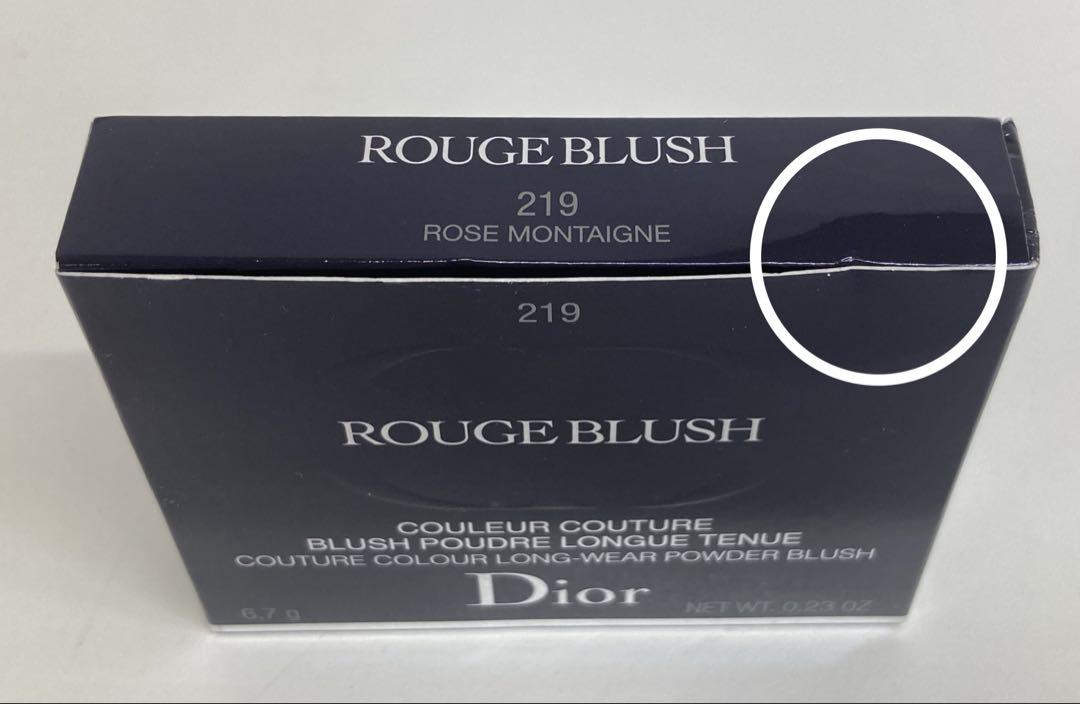 ROUGE BLUSH
219
ROSE MONTAIGNE
219
ROUGE BLUSH
COULEUR COUTURE
BLUSH POUDRE LONGUE TENUE
COUTURE COLOUR LONG-WEAR POWDER BLUSH
Dior
6.7 g NET WT. 0.23 OZ